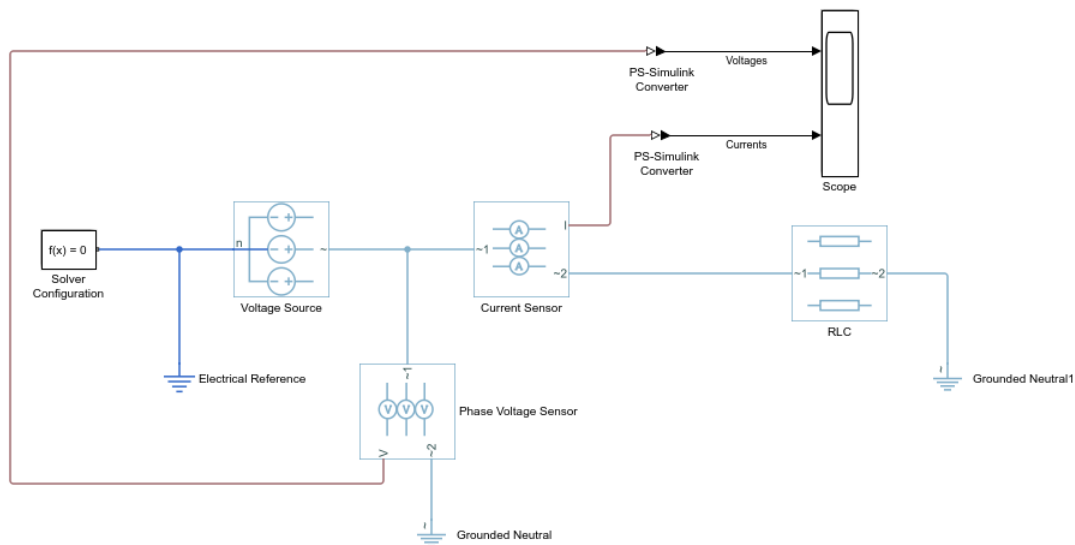 Voltages
PS-Simulink
Converter
Currents
PS-Simulink
Converter
Scope
f(x) = 0
Solver
Configuration
n
~
Voltage Source
~1
A
A
A
I
~2
Current Sensor
~1
~2
RLC
Electrical Reference
~
Grounded Neutral1
~1
V
V
V
V
~2
Phase Voltage Sensor
~
Grounded Neutral